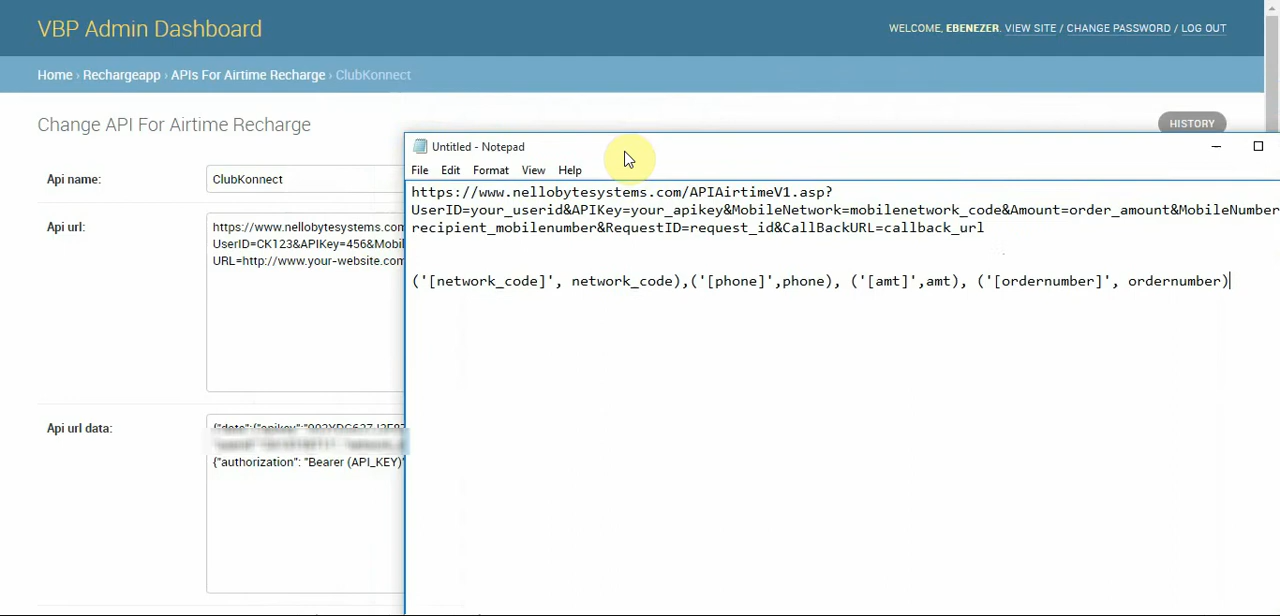 VBP Admin Dashboard
WELCOME, EBENEZER. VIEW SITE / CHANGE PASSWORD / LOG OUT
Home › Rechargeapp › APIs For Airtime Recharge › ClubKonnect
Change API For Airtime Recharge
HISTORY
Untitled - Notepad
File Edit Format View Help
https://www.nellobytesystems.com/APIAirtimeV1.asp?
UserID=your_userid&APIKey=your_apikey&MobileNetwork=mobilenetwork_code&Amount=order_amount&MobileNumber
recipient_mobilenumber&RequestID=request_id&CallBackURL=callback_url
('[network_code]', network_code),('[phone]',phone), ('[amt]',amt), ('[ordernumber]', ordernumber)
Api name:
ClubKonnect
Api url:
https://www.nellobytesystems.com
UserID=CK123&APIKey=456&Mobil
URL=http://www.your-website.com
Api url data:
{"authorization": "Bearer (API_KEY)"